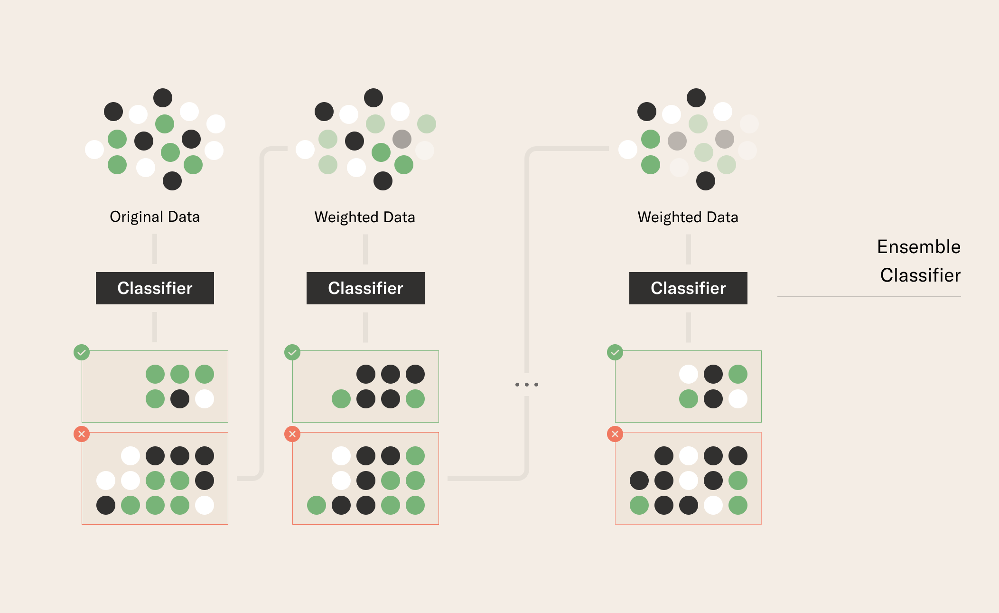 Original Data
Weighted Data
Weighted Data
Classifier
Classifier
Classifier
Ensemble
Classifier